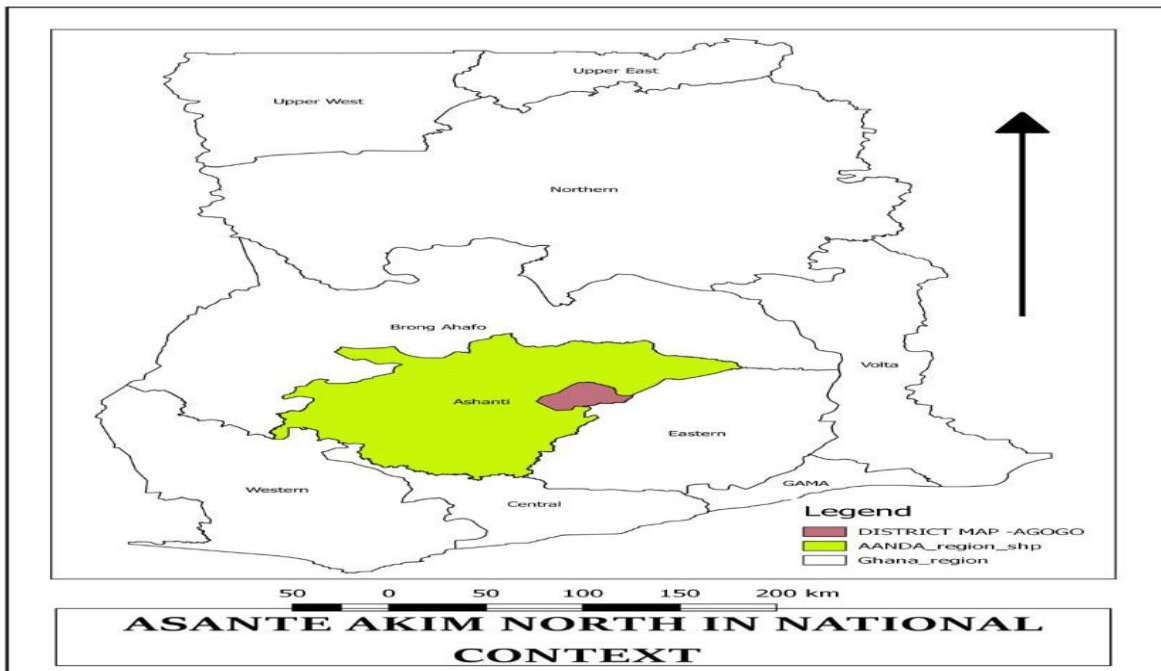 Upper East
Upper West
Northern
Brong Ahafo
Volta
Ashanti
Eastern
Western
GAMA
Central
Legend
DISTRICT MAP -AGOGO
AANDA_region_shp
Ghana_region
50 0 50 100 150 200 km
ASANTE AKIM NORTH IN NATIONAL
CONTEXT